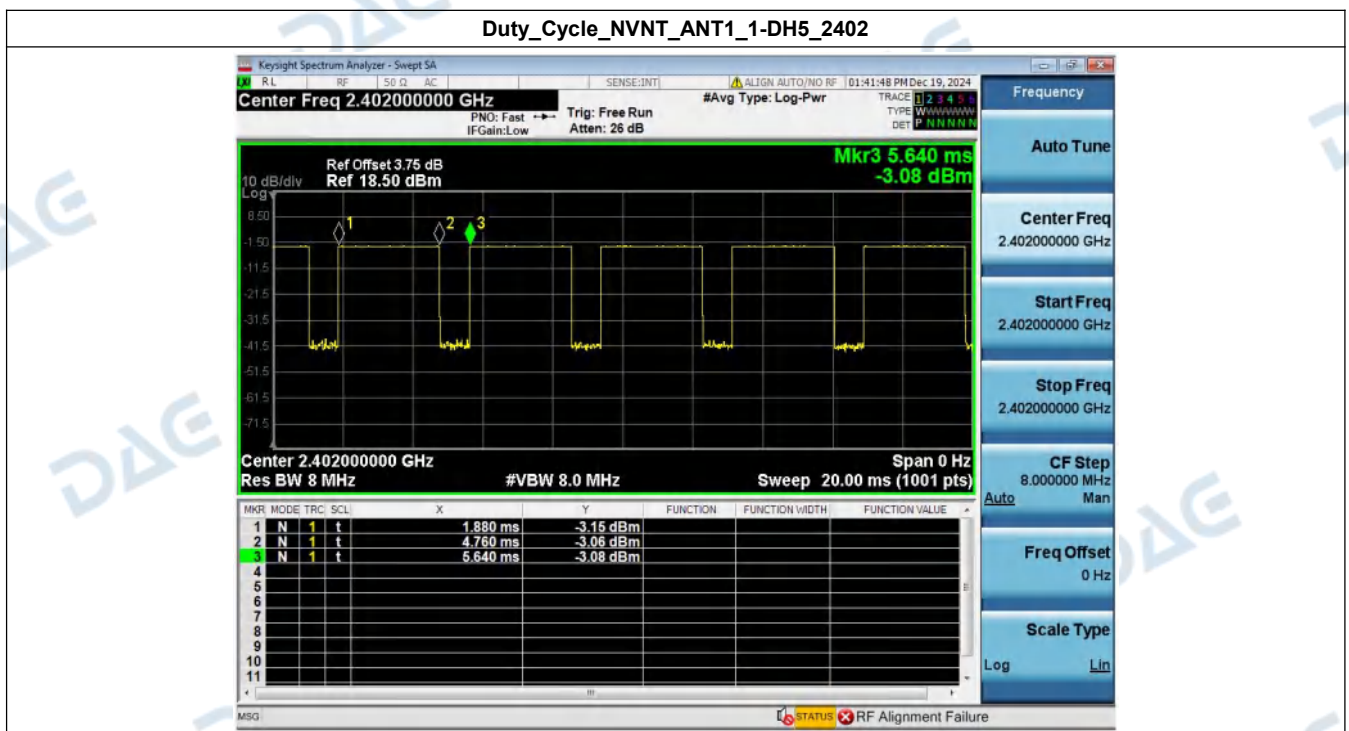 Duty_Cycle_NVNT_ANT1_1-DH5_2402
Keysight Spectrum Analyzer - Swept SA
RL RF 50 Ω AC SENSE:INT ALIGN AUTO/NO RF 01:41:48 PM Dec 19, 2024
Center Freq 2.402000000 GHz
PNO: Fast
IFGain:Low
Trig: Free Run
Atten: 26 dB
#Avg Type: Log-Pwr
TRACE 1 2 3 4 5 6
TYPE W
DET P N N N N N
Frequency
Auto Tune
Ref Offset 3.75 dB
10 dB/div Ref 18.50 dBm
Log
Mkr3 5.640 ms
-3.08 dBm
8.50
-1.50
-11.5
-21.5
-31.5
-41.5
-51.5
-61.5
-71.5
1
2
3
Center 2.402000000 GHz Span 0 Hz
Res BW 8 MHz #VBW 8.0 MHz Sweep 20.00 ms (1001 pts)
Center Freq
2.402000000 GHz
Start Freq
2.402000000 GHz
Stop Freq
2.402000000 GHz
CF Step
8.000000 MHz
Auto Man
Freq Offset
0 Hz
Scale Type
Log Lin
MKR MODE TRC SCL X Y FUNCTION FUNCTION WIDTH FUNCTION VALUE
1 N 1 t 1.880 ms -3.15 dBm
2 N 1 t 4.760 ms -3.06 dBm
3 N 1 t 5.640 ms -3.08 dBm
4
5
6
7
8
9
10
11
MSG STATUS RF Alignment Failure
DAE
DAE